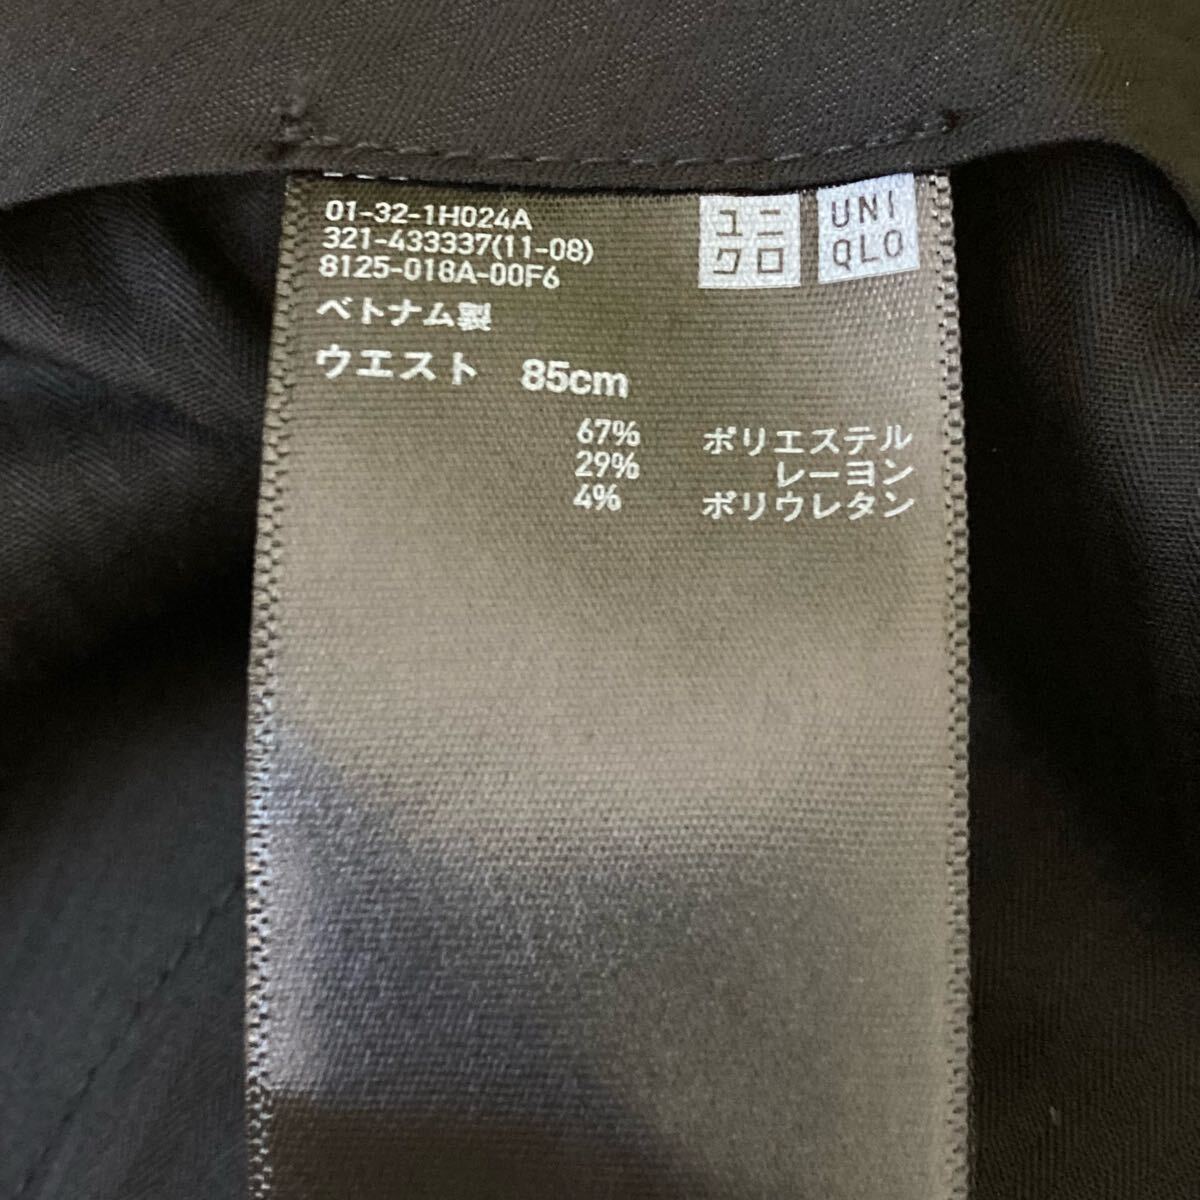 01-32-1H024A
321-433337(11-08)
8125-018A-00F6
ベトナム製
ウエスト 85cm
67% ポリエステル
29% レーヨン
4% ポリウレタン
ユニ
クロ
UNI
QLO